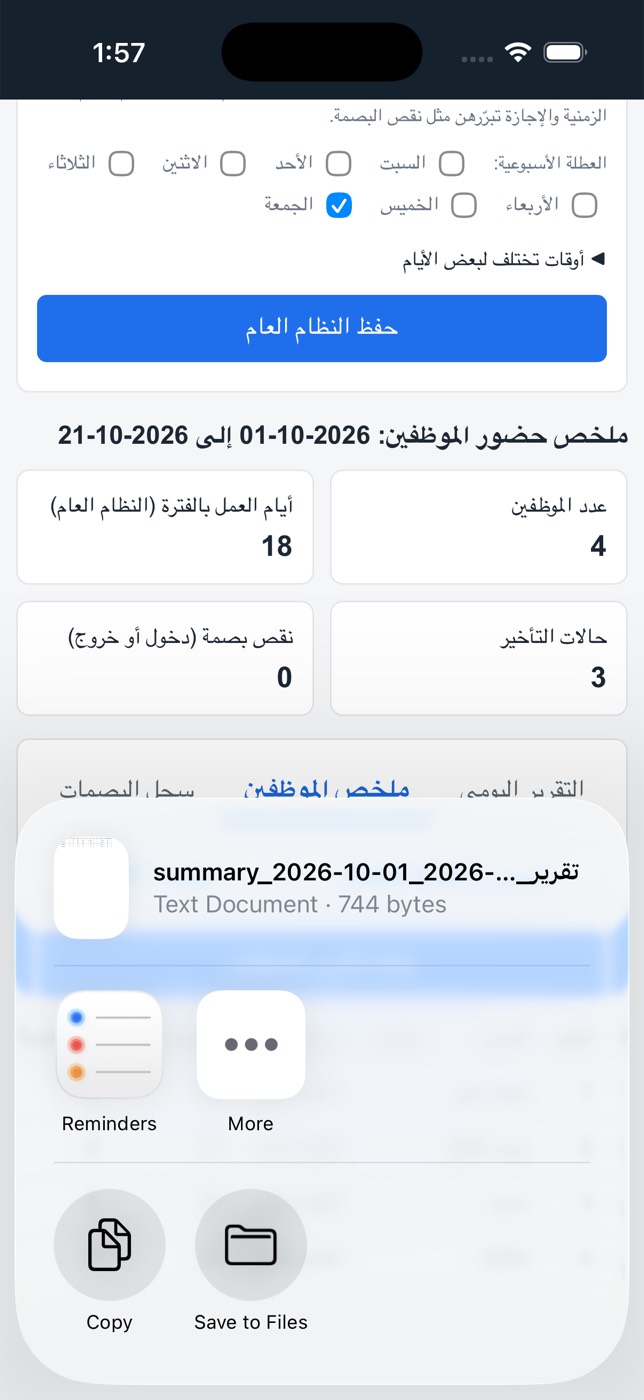 1:57
الزمنية والإجازة تبرّرهن مثل نقص البصمة.
العطلة الأسبوعية: السبت الأحد الاثنين الثلاثاء
الأربعاء الخميس الجمعة
◀ أوقات تختلف لبعض الأيام
حفظ النظام العام
ملخص حضور الموظفين: 2026-10-01 إلى 2026-10-21
عدد الموظفين
4
أيام العمل بالفترة (النظام العام)
18
حالات التأخير
3
نقص بصمة (دخول أو خروج)
0
التقرير اليومي ملخص الموظفين سجل البصمات
تقرير_...-summary_2026-10-01_2026
Text Document · 744 bytes
Reminders
More
Copy
Save to Files